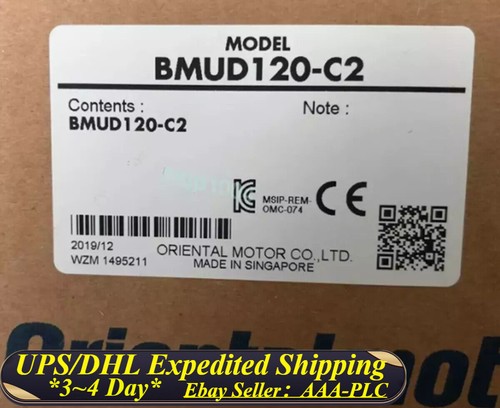 MODEL
BMUD120-C2
Contents :
Note :
BMUD120-C2
MSIP-REM-
OMC-074
CE
2019/12
WZM 1495211
ORIENTAL MOTOR CO.,LTD.
MADE IN SINGAPORE
UPS/DHL Expedited Shipping
*3~4 Day* Ebay Seller: AAA-PLC